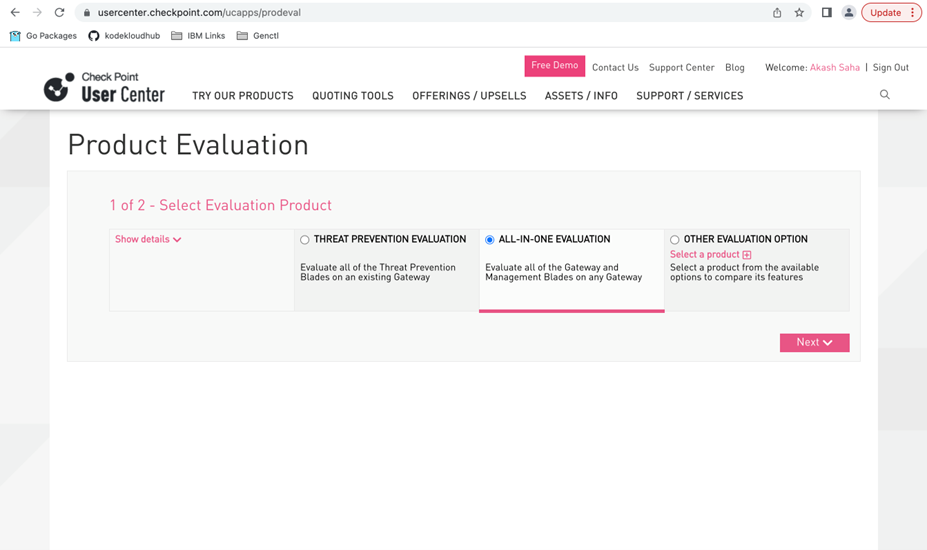 usercenter.checkpoint.com/ucapps/prodeval
Update
Go Packages
kodekloudhub
IBM Links
Genctl
Free Demo
Contact Us
Support Center
Blog
Welcome: Akash Saha | Sign Out
Check Point
User Center
TRY OUR PRODUCTS
QUOTING TOOLS
OFFERINGS / UPSELLS
ASSETS / INFO
SUPPORT / SERVICES
Product Evaluation
1 of 2 - Select Evaluation Product
Show details
THREAT PREVENTION EVALUATION
Evaluate all of the Threat Prevention
Blades on an existing Gateway
ALL-IN-ONE EVALUATION
Evaluate all of the Gateway and
Management Blades on any Gateway
OTHER EVALUATION OPTION
Select a product
Select a product from the available
options to compare its features
Next